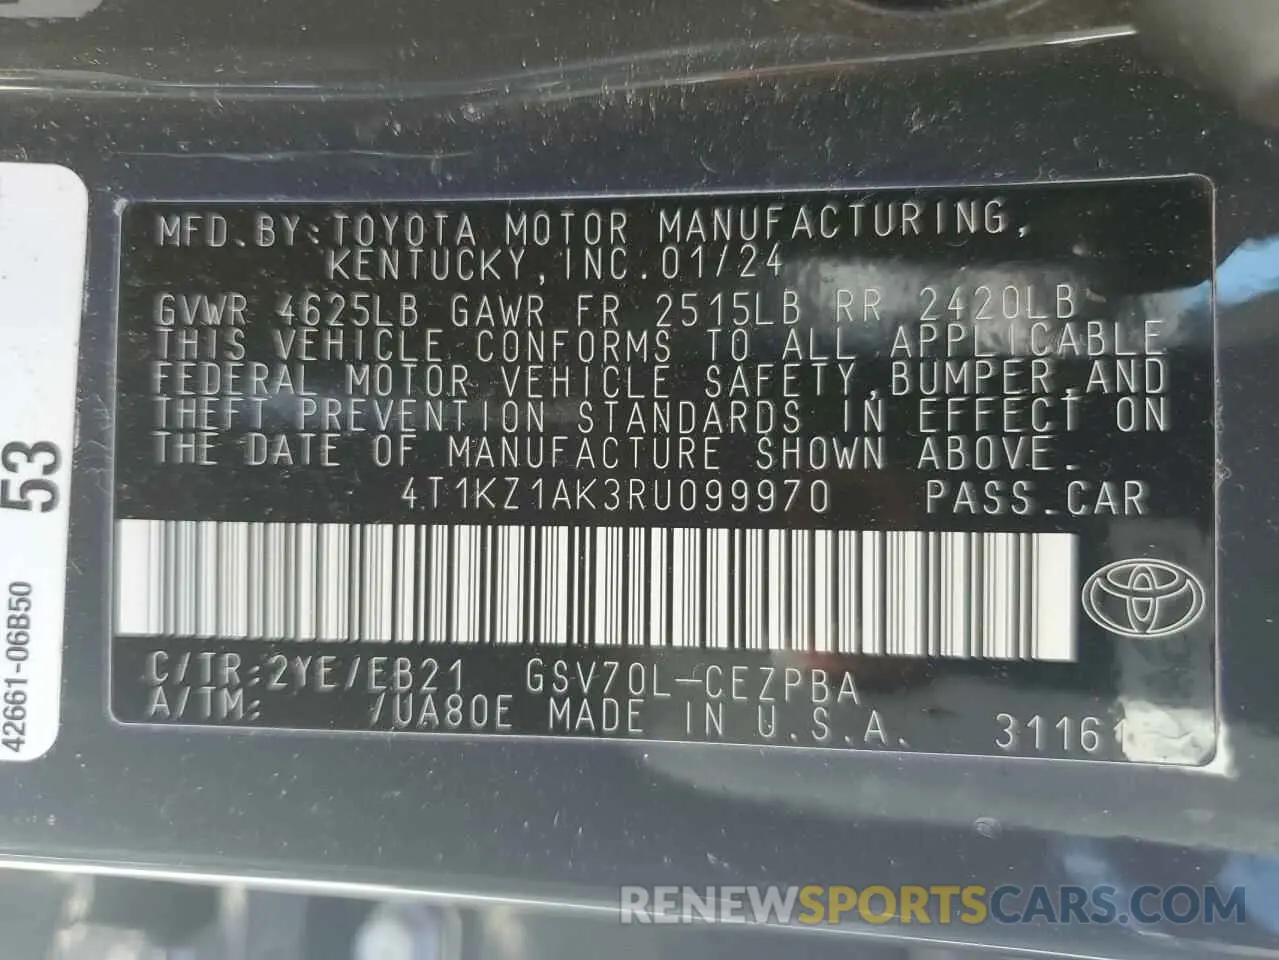 MFD.BY:TOYOTA MOTOR MANUFACTURING,
KENTUCKY,INC.01/24
GVWR 4625LB GAWR FR 2515LB RR 2420LB
THIS VEHICLE CONFORMS TO ALL APPLICABLE
FEDERAL MOTOR VEHICLE SAFETY,BUMPER,AND
THEFT PREVENTION STANDARDS IN EFFECT ON
THE DATE OF MANUFACTURE SHOWN ABOVE.
4T1KZ1AK3RU099970 PASS.CAR
C/TR:2YE/EB21 GSV70L-CEZPBA
A/TM: /UA80E MADE IN U.S.A.
53
42661-06B50
RENEWSPORTSCARS.COM